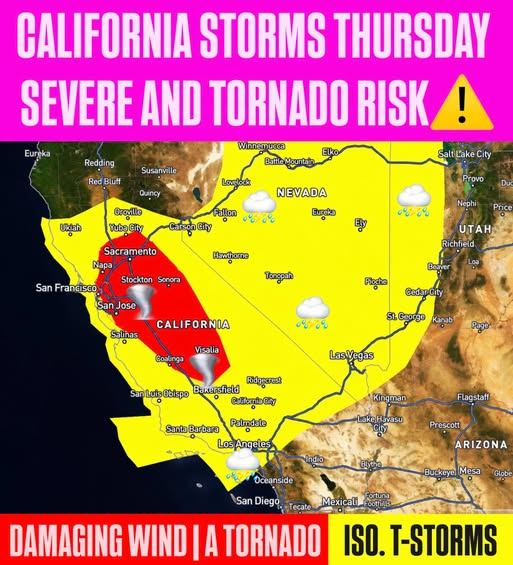 CALIFORNIA STORMS THURSDAY
SEVERE AND TORNADO RISK
Winnemucca
Elko
Salt Lake City
Eureka
Battle Mountain
Redding
Susanville
Lovelock
Provo
Red Bluff
Quincy
NEVADA
Nephi
Price
Oroville
Fallon
Eureka
Ukiah
Yuba City
Carson City
Ely
UTAH
Richfield
Sacramento
Hawthorne
Loa
Napa
Beaver
Stockton
Sonora
Tonopah
Pioche
San Francisco
Cedar City
San Jose
St. George
Kanab
Page
CALIFORNIA
Salinas
Visalia
Coalinga
Las Vegas
Ridgecrest
Bakersfield
Kingman
Flagstaff
San Luis Obispo
California City
Lake Havasu
City
Prescott
Palmdale
Santa Barbara
Los Angeles
ARIZONA
Indio
Blythe
Buckeye
Mesa
Globe
Oceanside
Fortuna
Foothills
San Diego
Mexicali
Tecate
DAMAGING WIND | A TORNADO
ISO. T-STORMS